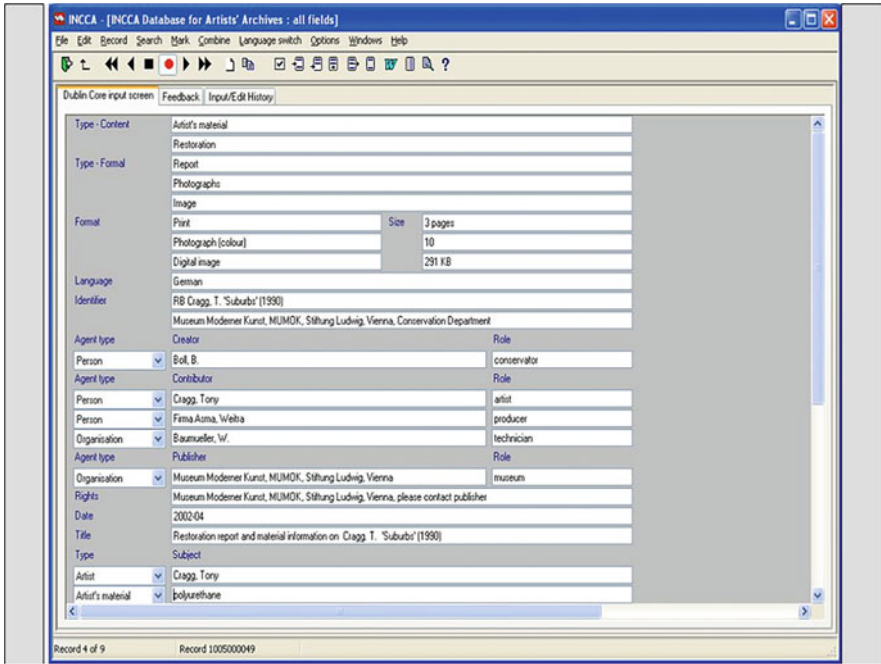 INCCA - [INCCA Database for Artists' Archives : all fields]
File Edit Record Search Mark Combine Language switch Options Windows Help
Dublin Core input screen Feedback Input/Edit History
Type - Content Artist's material
Restoration
Type - Formal Report
Photographs
Image
Format Print Size 3 pages
Photograph (colour) 10
Digital image 291 KB
Language German
Identifier RB Cragg, T. 'Suburbs' (1990)
Museum Moderner Kunst, MUMOK, Stiftung Ludwig, Vienna, Conservation Department
Agent type Creator Role
Person Boll, B. conservator
Agent type Contributor Role
Person Cragg, Tony artist
Person Firma Asma, Weitra producer
Organisation Baumueller, W. technician
Agent type Publisher Role
Organisation Museum Moderner Kunst, MUMOK, Stiftung Ludwig, Vienna museum
Rights Museum Moderner Kunst, MUMOK, Stiftung Ludwig, Vienna, please contact publisher
Date 2002-04
Title Restoration report and material information on Cragg, T. 'Suburbs' (1990)
Type Subject
Artist Cragg, Tony
Artist's material polyurethane
Record 4 of 9 Record 1005000049